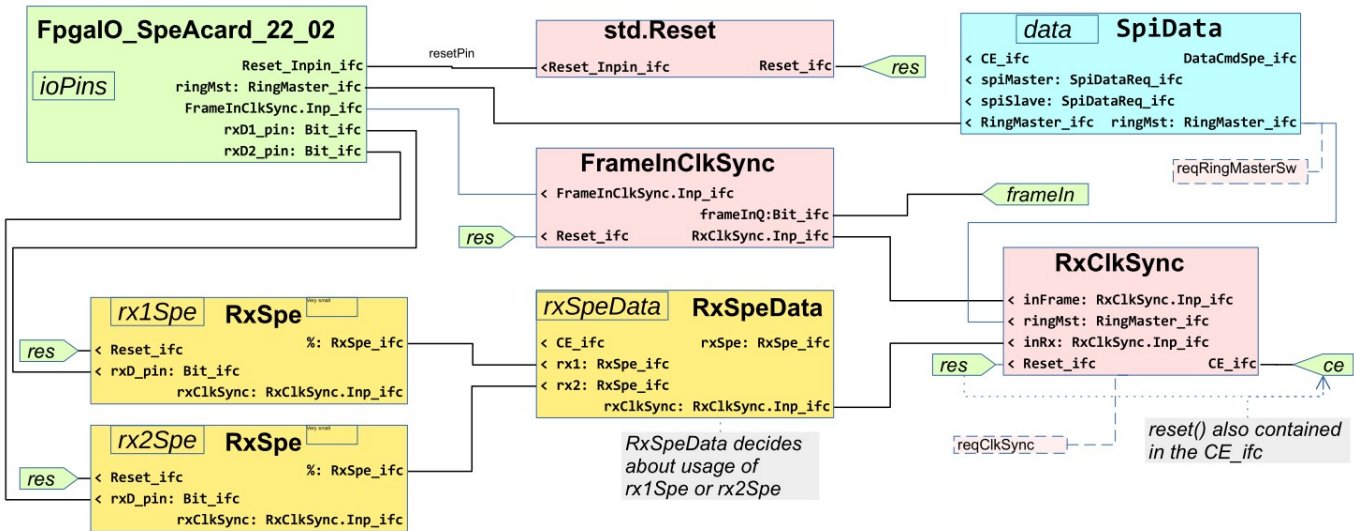 FpgaIO_SpeAcard_22_02
ioPins
Reset_Inpin_ifc
ringMst: RingMaster_ifc
FrameInClkSync.Inp_ifc
rxD1_pin: Bit_ifc
rxD2_pin: Bit_ifc
resetPin
std.Reset
<Reset_Inpin_ifc Reset_ifc
res
data SpiData
< CE_ifc DataCmdSpe_ifc
< spiMaster: SpiDataReq_ifc
< spiSlave: SpiDataReq_ifc
< RingMaster_ifc ringMst: RingMaster_ifc
reqRingMasterSw
FrameInClkSync
< FrameInClkSync.Inp_ifc
frameInQ:Bit_ifc
< Reset_ifc RxClkSync.Inp_ifc
res
frameIn
RxClkSync
< inFrame: RxClkSync.Inp_ifc
< ringMst: RingMaster_ifc
< inRx: RxClkSync.Inp_ifc
< Reset_ifc CE_ifc
res
ce
reqClkSync
reset() also contained
in the CE_ifc
rx1Spe RxSpe
Very small
%: RxSpe_ifc
< Reset_ifc
< rxD_pin: Bit_ifc
rxClkSync: RxClkSync.Inp_ifc
res
rxSpeData RxSpeData
< CE_ifc rxSpe: RxSpe_ifc
< rx1: RxSpe_ifc
< rx2: RxSpe_ifc
rxClkSync: RxClkSync.Inp_ifc
RxSpeData decides
about usage of
rx1Spe or rx2Spe
rx2Spe RxSpe
Very small
%: RxSpe_ifc
< Reset_ifc
< rxD_pin: Bit_ifc
rxClkSync: RxClkSync.Inp_ifc
res